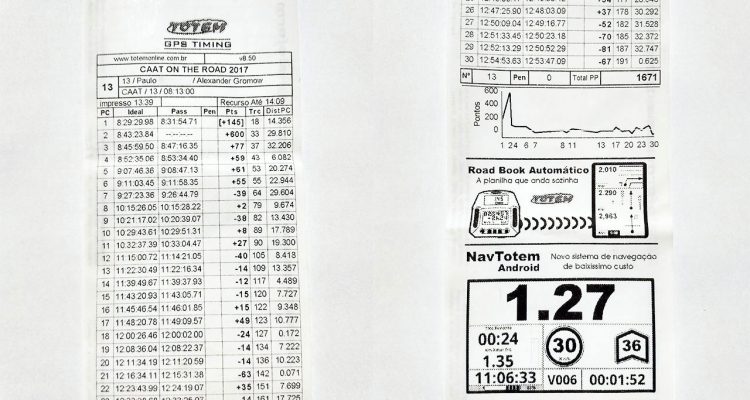 TOTEM
GPS TIMING
www.totemonline.com.br v8.50
CAAT ON THE ROAD 2017
13 13 / Paulo / Alexander Gromow
CAAT / 13 / 08:13:00
impresso 13:39 Recurso Até 14:09
PC Ideal Pass Pen Pts Trc DistPC
1 8:29:29.98 8:31:54.71 [+145] 18 14.356
2 8:43:23.84 --:--:--.-- +600 33 29.810
3 8:45:59.50 8:47:16.35 +77 37 32.206
4 8:52:35.06 8:53:34.40 +59 43 6.082
5 9:07:46.36 9:08:47.13 +61 53 20.274
6 9:11:03.45 9:11:58.35 +55 55 22.944
7 9:27:23.36 9:26:44.79 -39 64 29.604
8 10:15:26.05 10:15:28.22 +2 79 9.674
9 10:21:17.02 10:20:39.07 -38 82 13.430
10 10:29:43.61 10:29:51.31 +8 89 17.789
11 10:32:37.39 10:33:04.47 +27 90 19.300
12 11:15:00.72 11:14:21.05 -40 105 8.418
13 11:22:30.49 11:22:16.34 -14 109 13.357
14 11:39:49.67 11:39:37.93 -12 117 4.489
15 11:43:20.93 11:43:05.71 -15 120 7.727
16 11:45:46.54 11:46:01.85 +15 122 9.348
17 11:48:20.78 11:49:09.57 +49 123 10.777
18 12:00:26.46 12:00:02.00 -24 127 0.172
19 12:08:36.04 12:08:22.37 -14 134 7.222
20 12:11:34.19 12:11:20.59 -14 136 10.223
21 12:16:34.11 12:15:31.38 -63 142 0.571
22 12:23:43.99 12:24:19.07 +35 151 7.699
14 161 17.725
26 12:47:25.90 12:48:03.09 +37 178 30.292
27 12:50:09.04 12:49:16.77 -52 182 31.528
28 12:51:33.45 12:50:23.18 -70 185 32.372
29 12:52:13.29 12:50:52.29 -81 187 32.747
30 -67 191 0.625
Nº 13 Pen 0 Total PP 1671
Pontos
600
400
200
0
1 2 4 6 7 8 11 13 15 17 20 23 30
Road Book Automático
A planilha que anda sozinha
TOTEM
2,010
2.290
2,963
NavTotem
Android
Novo sistema de navegação
de baixíssimo custo
1.27
00:24
1.35
30
36
11:06:33
V006
00:01:52